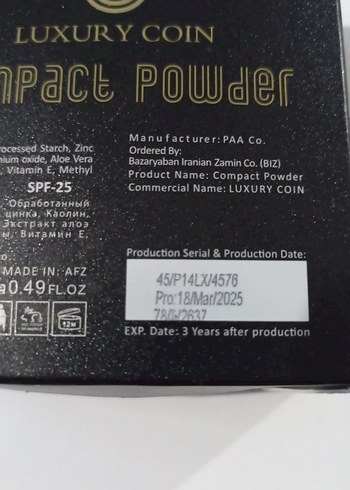 LUXURY COIN
mpact Powder
rocessed Starch, Zinc
nium oxide, Aloe Vera
, Vitamin E, Methyl
SPF-25
Обработанный
цинка, Каолин,
Экстракт алоэ
ы, Витамин Е.
MADE IN: AFZ
0.49FL.OZ
12M
Manufacturer: PAA Co.
Ordered By:
Bazaryaban Iranian Zamin Co. (BIZ)
Product Name: Compact Powder
Commercial Name: LUXURY COIN
Production Serial & Production Date:
45/P14LX/4576
Pro:18/Mar/2025
EXP. Date: 3 Years after production